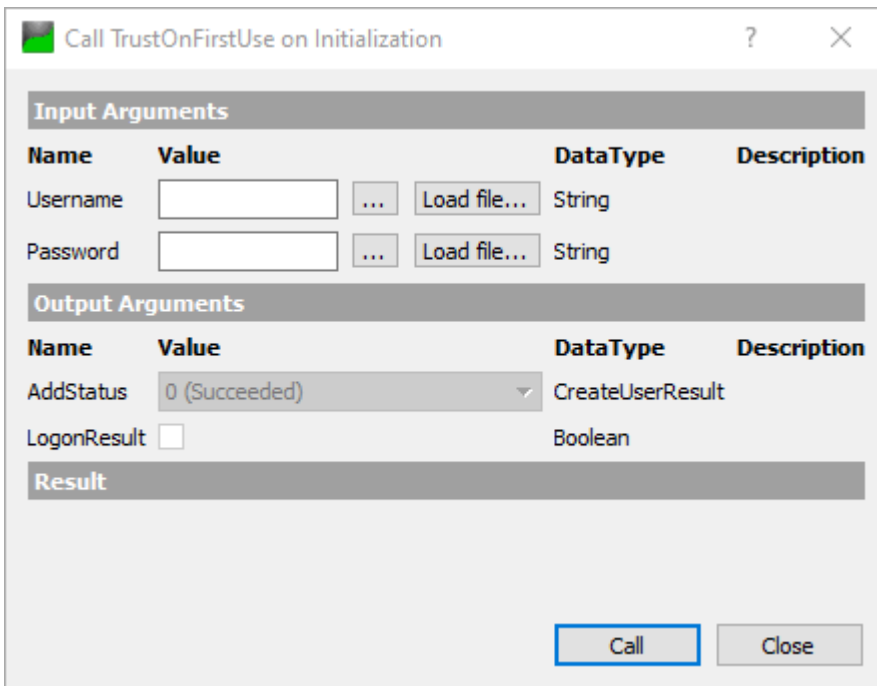 Call TrustOnFirstUse on Initialization ?
Input Arguments
Name Value DataType Description
Username ... Load file... String
Password ... Load file... String
Output Arguments
Name Value DataType Description
AddStatus 0 (Succeeded) CreateUserResult
LogonResult Boolean
Result
Call Close